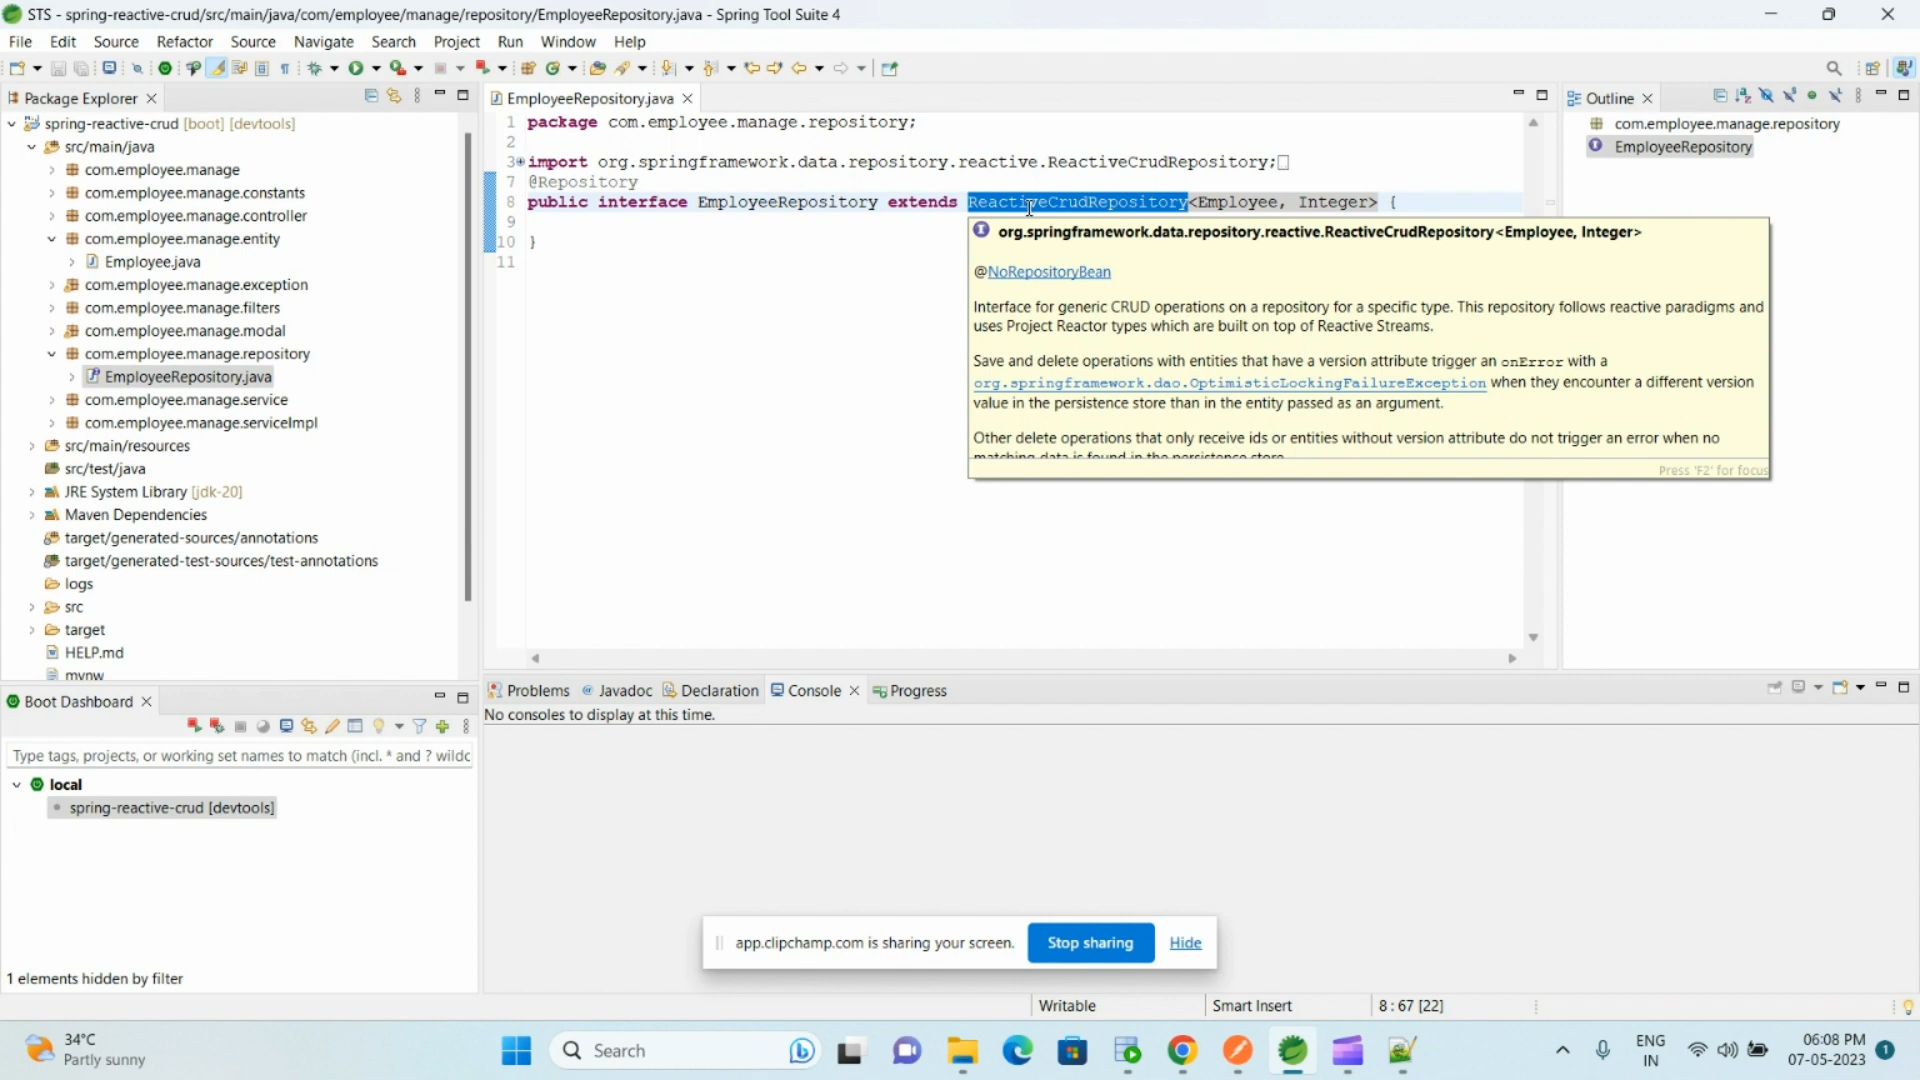 STS - spring-reactive-crud/src/main/java/com/employee/manage/repository/EmployeeRepository.java - Spring Tool Suite 4
File Edit Source Refactor Source Navigate Search Project Run Window Help
Package Explorer
spring-reactive-crud [boot] [devtools]
src/main/java
com.employee.manage
com.employee.manage.constants
com.employee.manage.controller
com.employee.manage.entity
Employee.java
com.employee.manage.exception
com.employee.manage.filters
com.employee.manage.modal
com.employee.manage.repository
EmployeeRepository.java
com.employee.manage.service
com.employee.manage.serviceImpl
src/main/resources
src/test/java
JRE System Library [jdk-20]
Maven Dependencies
target/generated-sources/annotations
target/generated-test-sources/test-annotations
logs
src
target
HELP.md
mvnw
EmployeeRepository.java
1 package com.employee.manage.repository;
2
3 import org.springframework.data.repository.reactive.ReactiveCrudRepository;
7 @Repository
8 public interface EmployeeRepository extends ReactiveCrudRepository<Employee, Integer> {
9
10 }
11
org.springframework.data.repository.reactive.ReactiveCrudRepository<Employee, Integer>
@NoRepositoryBean
Interface for generic CRUD operations on a repository for a specific type. This repository follows reactive paradigms and
uses Project Reactor types which are built on top of Reactive Streams.
Save and delete operations with entities that have a version attribute trigger an onError with a
org.springframework.dao.OptimisticLockingFailureException when they encounter a different version
value in the persistence store than in the entity passed as an argument.
Other delete operations that only receive ids or entities without version attribute do not trigger an error when no
matching data is found in the persistence store.
Press 'F2' for focus
Outline
com.employee.manage.repository
EmployeeRepository
Boot Dashboard
Type tags, projects, or working set names to match (incl. * and ? wildc
local
spring-reactive-crud [devtools]
1 elements hidden by filter
Problems Javadoc Declaration Console Progress
No consoles to display at this time.
app.clipchamp.com is sharing your screen. Stop sharing Hide
Writable Smart Insert 8 : 67 [22]
34°C
Partly sunny
Search
ENG
IN
06:08 PM
07-05-2023
1